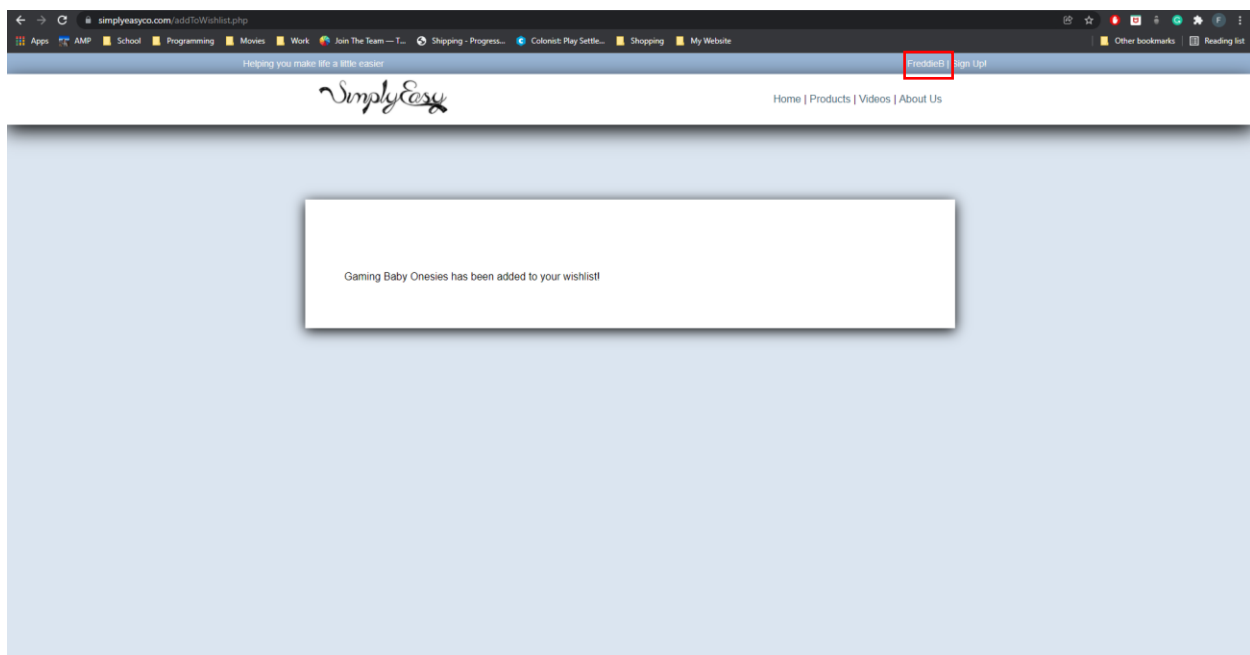 simplyeasyco.com/addToWishlist.php
Apps AMP School Programming Movies Work Join The Team — T... Shipping - Progress... Colonist: Play Settle... Shopping My Website Other bookmarks Reading list
Helping you make life a little easier FreddieB | Sign Up!
SimplyEasy Home | Products | Videos | About Us
Gaming Baby Onesies has been added to your wishlist!